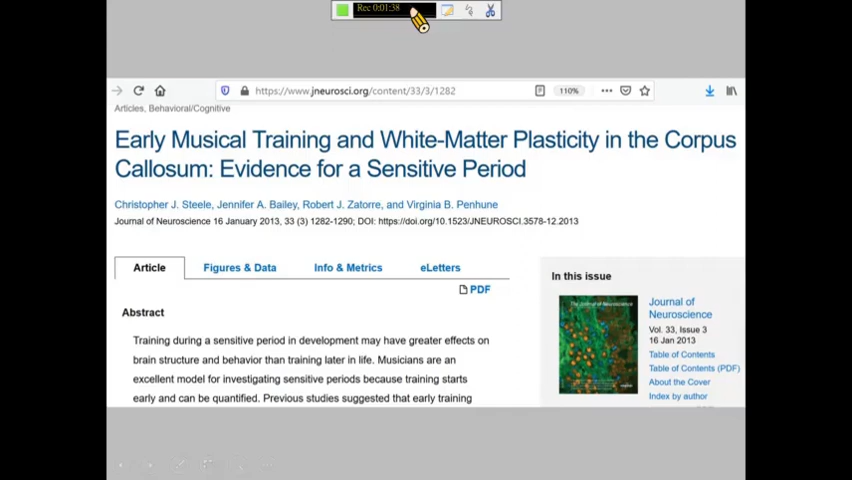 Rec 0:01:38
https://www.jneurosci.org/content/33/3/1282
110%
Articles, Behavioral/Cognitive
Early Musical Training and White-Matter Plasticity in the Corpus
Callosum: Evidence for a Sensitive Period
Christopher J. Steele, Jennifer A. Bailey, Robert J. Zatorre, and Virginia B. Penhune
Journal of Neuroscience 16 January 2013, 33 (3) 1282-1290; DOI: https://doi.org/10.1523/JNEUROSCI.3578-12.2013
Article
Figures & Data
Info & Metrics
eLetters
PDF
Abstract
Training during a sensitive period in development may have greater effects on
brain structure and behavior than training later in life. Musicians are an
excellent model for investigating sensitive periods because training starts
early and can be quantified. Previous studies suggested that early training
In this issue
The Journal of Neuroscience
Journal of
Neuroscience
Vol. 33, Issue 3
16 Jan 2013
Table of Contents
Table of Contents (PDF)
About the Cover
Index by author